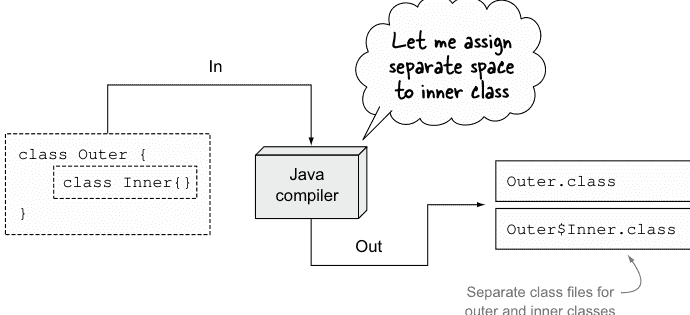 Let me assign
separate space
to inner class
In
class Outer {
class Inner{}
}
Java
compiler
Outer.class
Outer$Inner.class
Out
Separate class files for
outer and inner classes